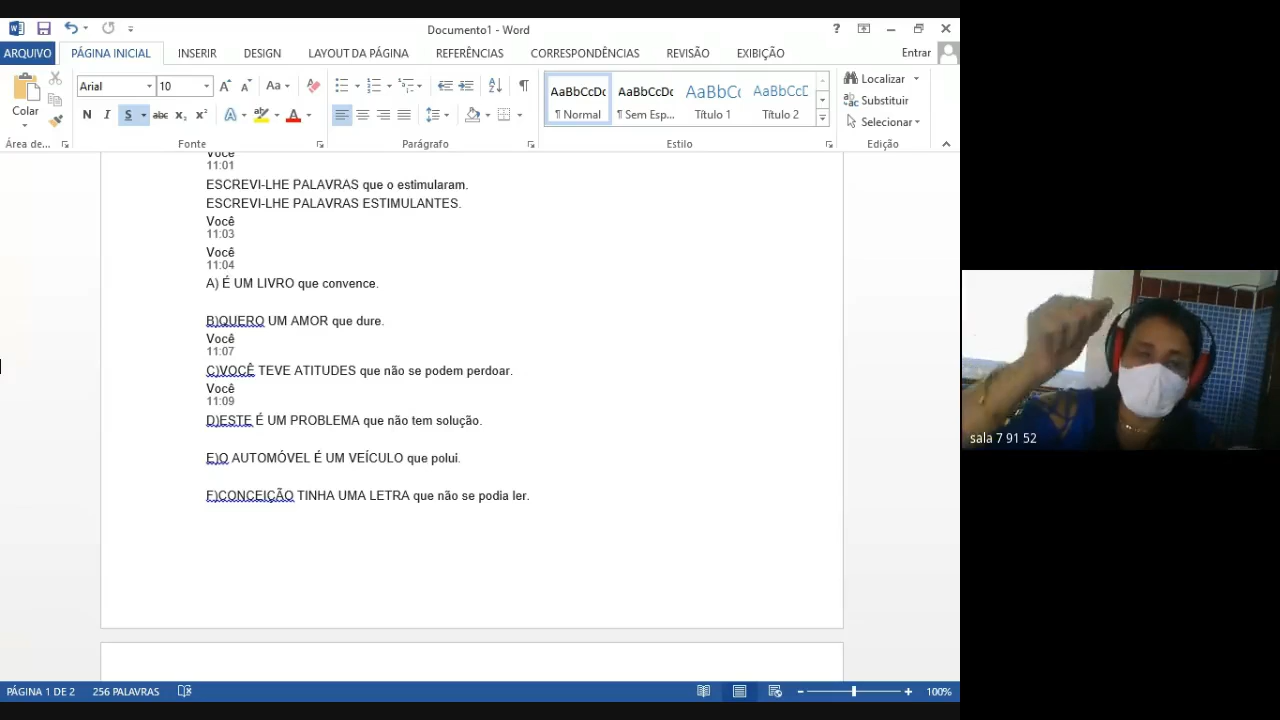 Documento1 - Word
ARQUIVO PÁGINA INICIAL INSERIR DESIGN LAYOUT DA PÁGINA REFERÊNCIAS CORRESPONDÊNCIAS REVISÃO EXIBIÇÃO Entrar
Colar
Arial 10
N I S abc x₂ x²
AaBbCcDc AaBbCcDc AaBbC AaBbCcD
¶ Normal ¶ Sem Esp... Título 1 Título 2
Localizar
Substituir
Selecionar
Área de... Fonte Parágrafo Estilo Edição
Você
11:01
ESCREVI-LHE PALAVRAS que o estimularam.
ESCREVI-LHE PALAVRAS ESTIMULANTES.
Você
11:03
Você
11:04
A) É UM LIVRO que convence.
B)QUERO UM AMOR que dure.
Você
11:07
C)VOCÊ TEVE ATITUDES que não se podem perdoar.
Você
11:09
D)ESTE É UM PROBLEMA que não tem solução.
E)O AUTOMÓVEL É UM VEÍCULO que polui.
F)CONCEIÇÃO TINHA UMA LETRA que não se podia ler.
PÁGINA 1 DE 2 256 PALAVRAS 100%
sala 7 91 52